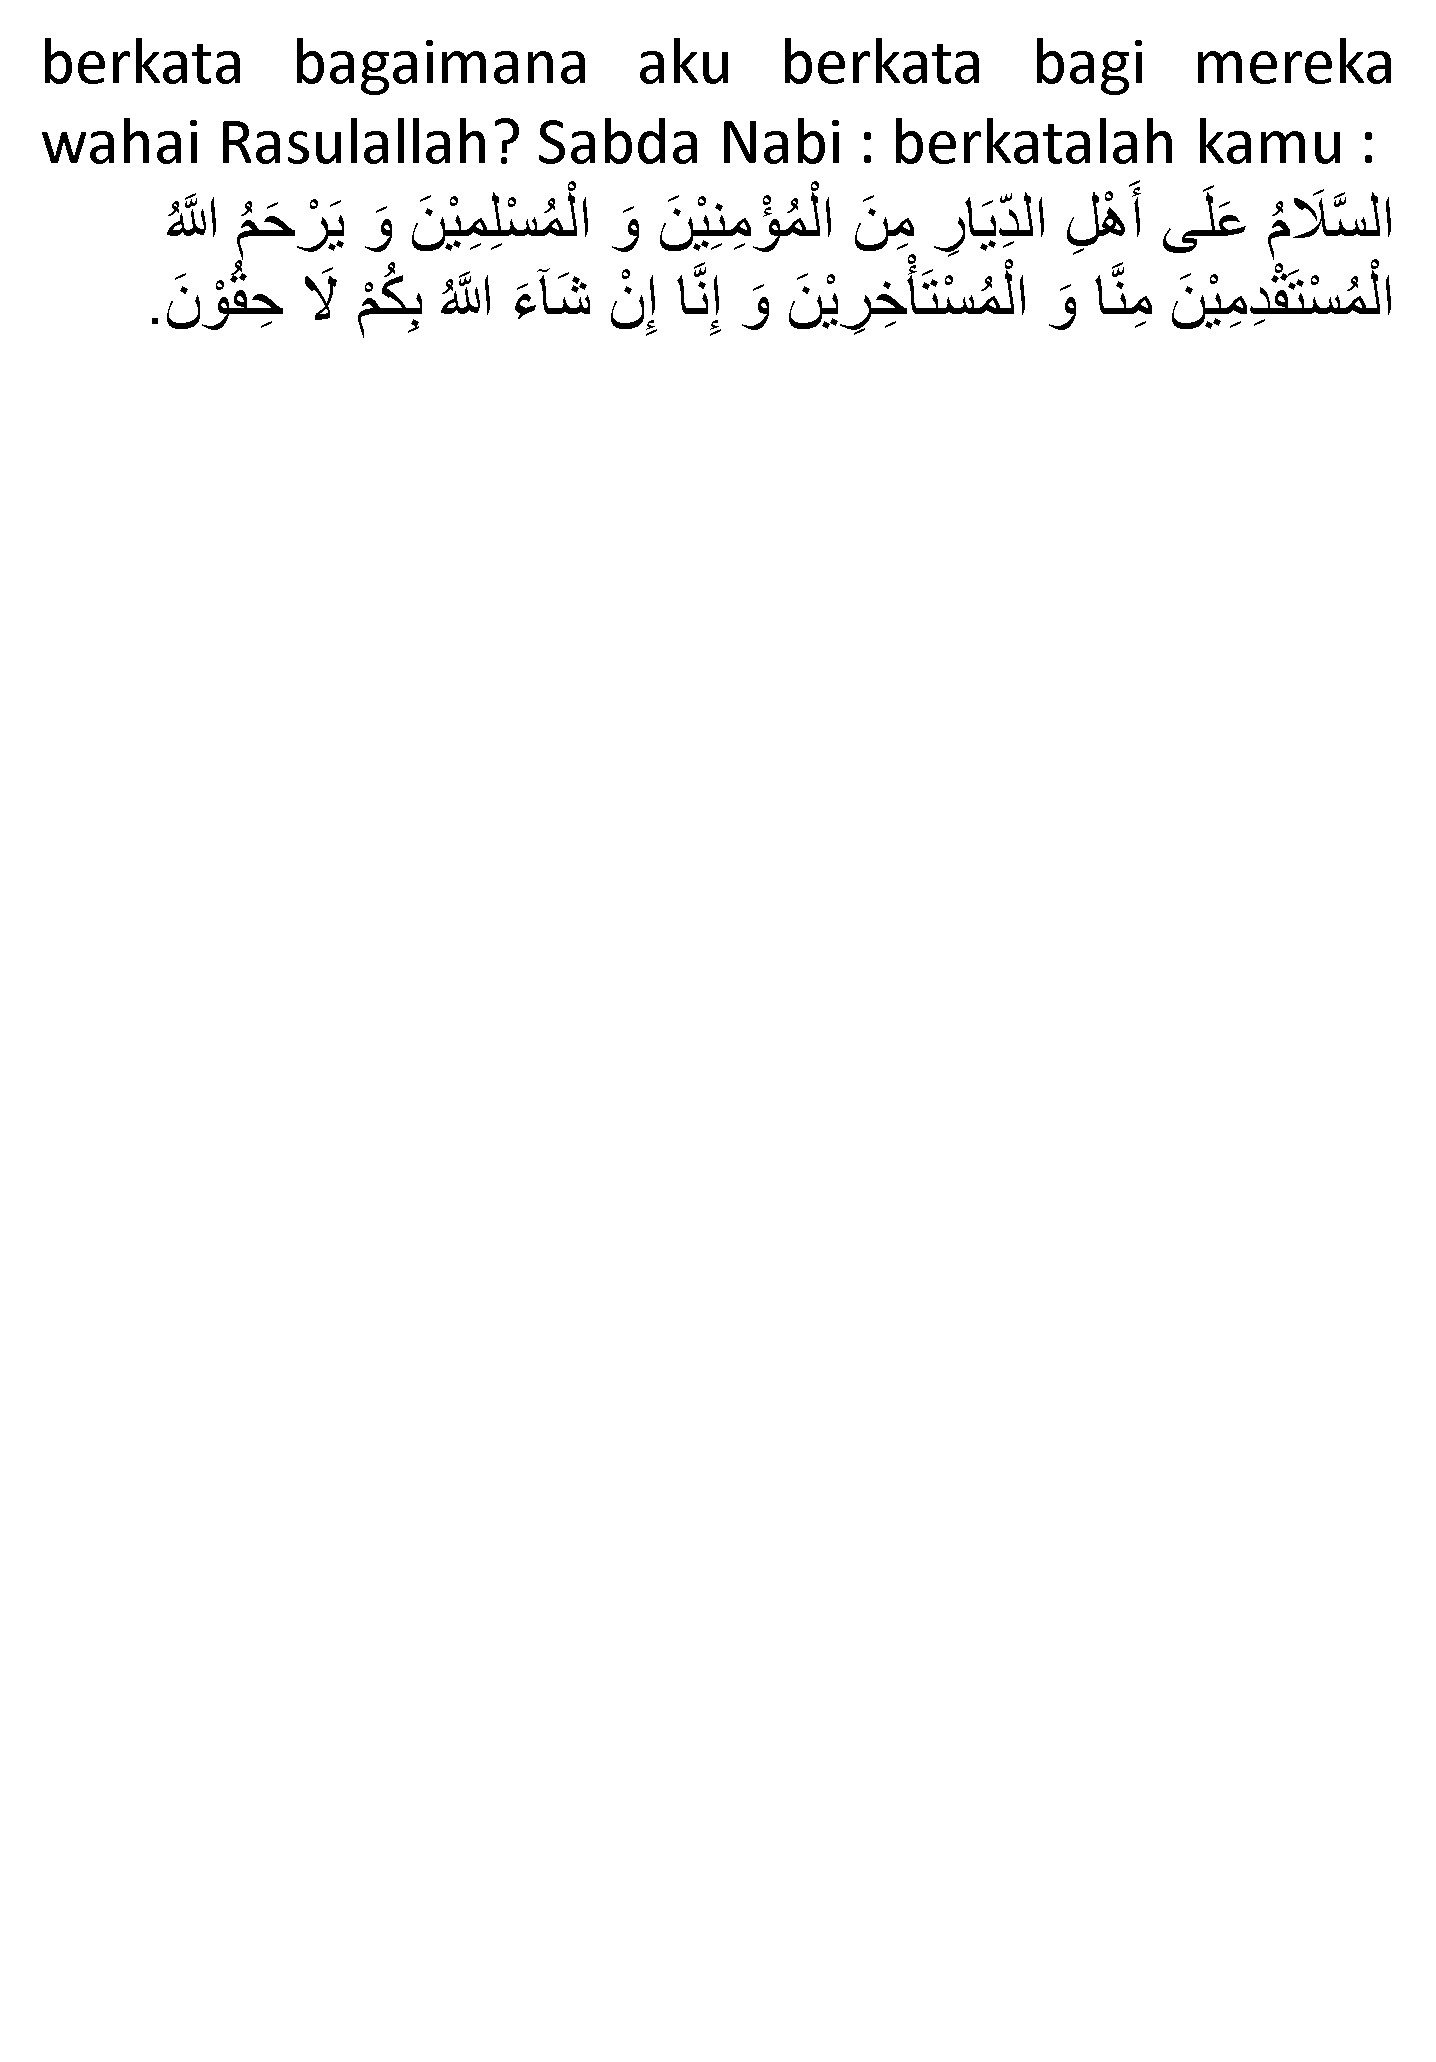 berkata bagaimana aku berkata bagi mereka
wahai Rasulallah? Sabda Nabi : berkatalah kamu :
السَّلَامُ عَلَى أَهْلِ الدِّيَارِ مِنَ الْمُؤْمِنِيْنَ وَ الْمُسْلِمِيْنَ وَ يَرْحَمُ اللَّهُ
الْمُسْتَقْدِمِيْنَ مِنَّا وَ الْمُسْتَأْخِرِيْنَ وَ إِنَّا إِنْ شَآءَ اللَّهُ بِكُمْ لَا حِقُوْنَ.